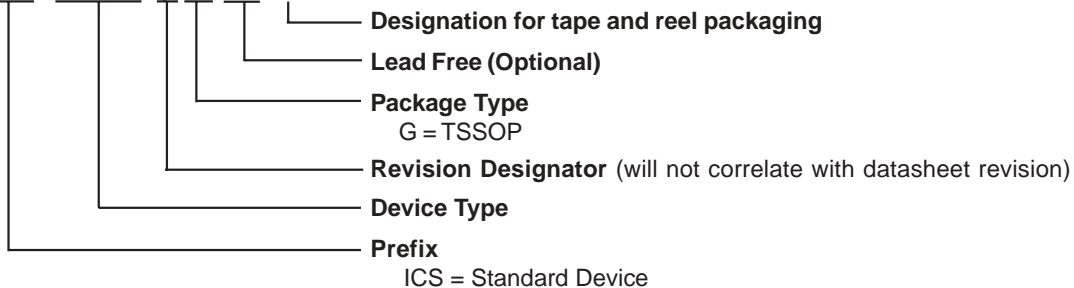 Designation for tape and reel packaging
Lead Free (Optional)
Package Type
G = TSSOP
Revision Designator (will not correlate with datasheet revision)
Device Type
Prefix
ICS = Standard Device